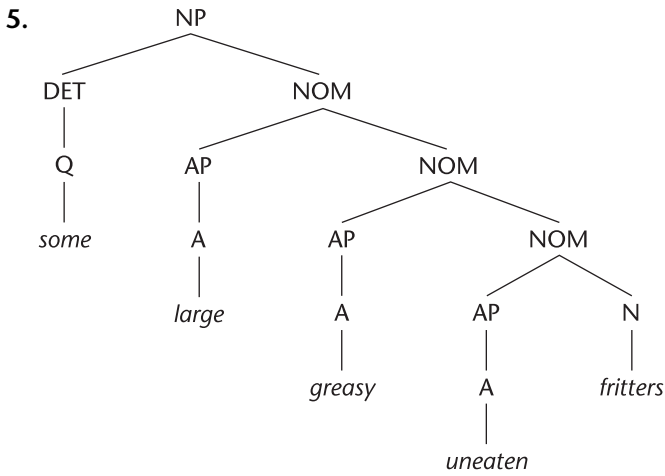 5.
NP
DET NOM
Q AP NOM
some A AP NOM
large A AP N
greasy A fritters
uneaten